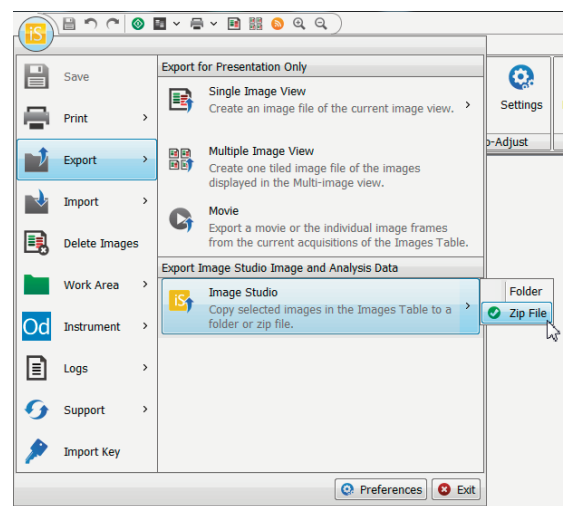 iS
Save
Print
Export
Import
Delete Images
Work Area
Od
Instrument
Logs
Support
Import Key
Export for Presentation Only
Single Image View
Create an image file of the current image view.
Multiple Image View
Create one tiled image file of the images
displayed in the Multi-image view.
Movie
Export a movie or the individual image frames
from the current acquisitions of the Images Table.
Export Image Studio Image and Analysis Data
iS
Image Studio
Copy selected images in the Images Table to a
folder or zip file.
Folder
Zip File
Settings
-Adjust
Preferences
Exit